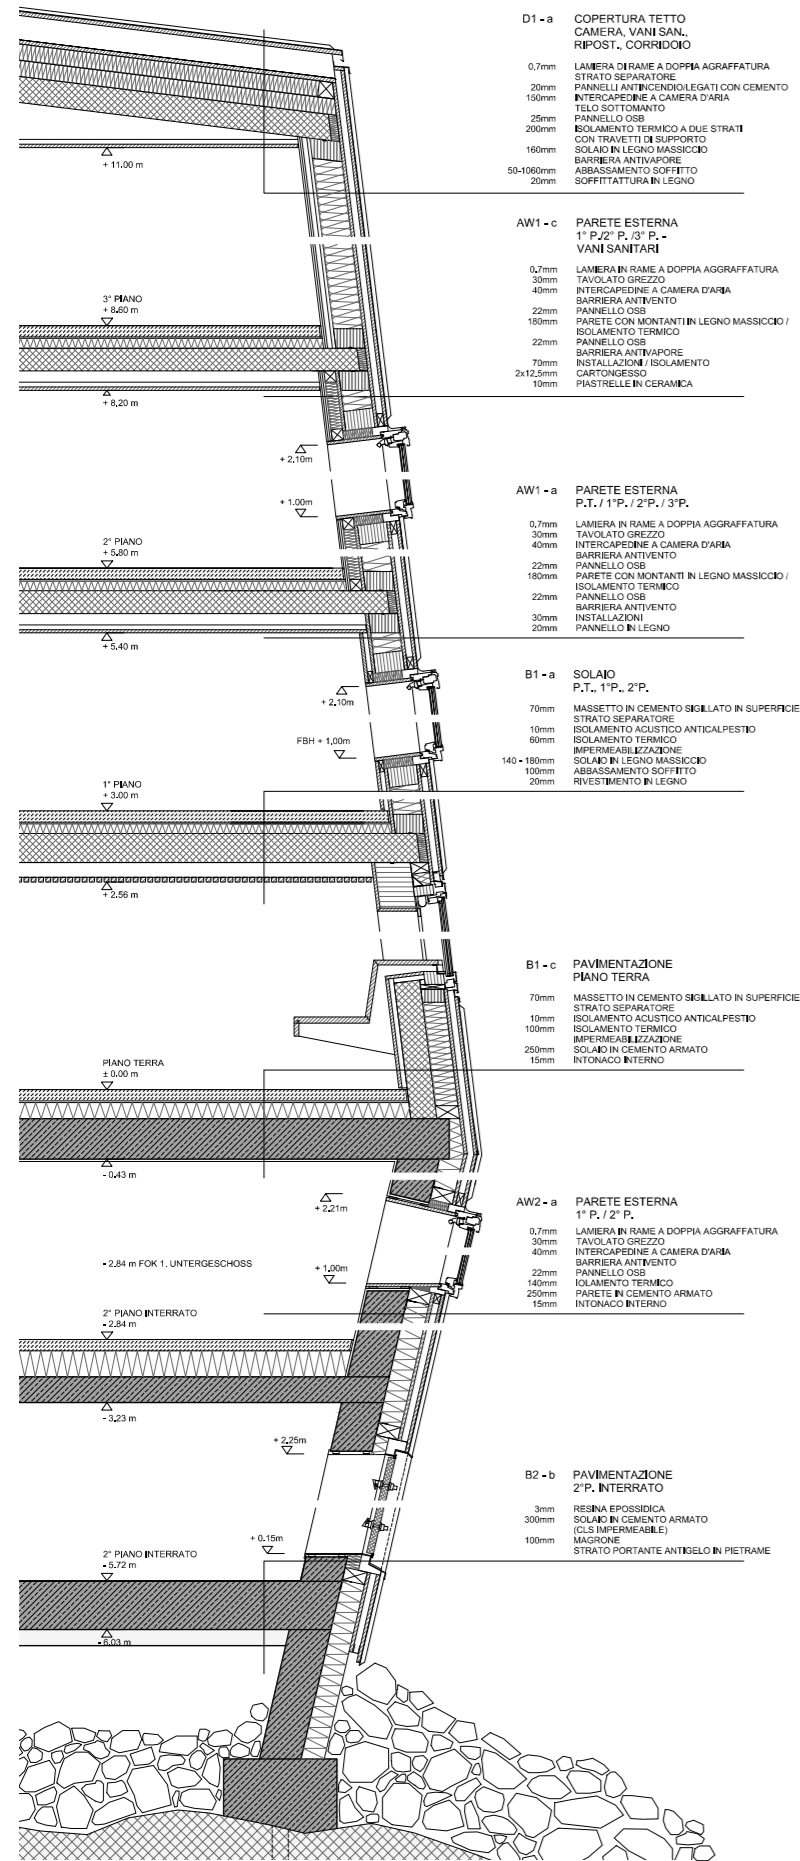 D1 - a COPERTURA TETTO
CAMERA, VANI SAN.,
RIPOST., CORRIDOIO
0,7mm LAMIERA DI RAME A DOPPIA AGRAFFATURA
STRATO SEPARATORE
20mm PANNELLI ANTINCENDIO/LEGATI CON CEMENTO
150mm INTERCAPEDINE A CAMERA D'ARIA
TELO SOTTOMANTO
25mm PANNELLO OSB
200mm ISOLAMENTO TERMICO A DUE STRATI
CON TRAVETTI DI SUPPORTO
160mm SOLAIO IN LEGNO MASSICCIO
BARRIERA ANTIVAPORE
50-1060mm ABBASSAMENTO SOFFITTO
20mm SOFFITTATURA IN LEGNO
+ 11.00 m
AW1 - c PARETE ESTERNA
1° P./2° P. /3° P. -
VANI SANITARI
0,7mm LAMIERA IN RAME A DOPPIA AGGRAFFATURA
30mm TAVOLATO GREZZO
40mm INTERCAPEDINE A CAMERA D'ARIA
BARRIERA ANTIVENTO
22mm PANNELLO OSB
180mm PARETE CON MONTANTI IN LEGNO MASSICCIO /
ISOLAMENTO TERMICO
22mm PANNELLO OSB
BARRIERA ANTIVAPORE
70mm INSTALLAZIONI / ISOLAMENTO
2x12,5mm CARTONGESSO
10mm PIASTRELLE IN CERAMICA
3° PIANO
+ 8.60 m
+ 8,20 m
+ 2.10m
+ 1.00m
AW1 - a PARETE ESTERNA
P.T. / 1°P. / 2°P. / 3°P.
0,7mm LAMIERA IN RAME A DOPPIA AGGRAFFATURA
30mm TAVOLATO GREZZO
40mm INTERCAPEDINE A CAMERA D'ARIA
BARRIERA ANTIVENTO
22mm PANNELLO OSB
180mm PARETE CON MONTANTI IN LEGNO MASSICCIO /
ISOLAMENTO TERMICO
22mm PANNELLO OSB
BARRIERA ANTIVENTO
30mm INSTALLAZIONI
20mm PANNELLO IN LEGNO
2° PIANO
+ 5.80 m
+ 5.40 m
+ 2.10m
FBH + 1,00m
B1 - a SOLAIO
P.T., 1°P., 2°P.
70mm MASSETTO IN CEMENTO SIGILLATO IN SUPERFICIE
STRATO SEPARATORE
10mm ISOLAMENTO ACUSTICO ANTICALPESTIO
60mm ISOLAMENTO TERMICO
IMPERMEABILIZZAZIONE
140 - 180mm SOLAIO IN LEGNO MASSICCIO
100mm ABBASSAMENTO SOFFITTO
20mm RIVESTIMENTO IN LEGNO
1° PIANO
+ 3.00 m
+ 2.56 m
B1 - c PAVIMENTAZIONE
PIANO TERRA
70mm MASSETTO IN CEMENTO SIGILLATO IN SUPERFICIE
STRATO SEPARATORE
10mm ISOLAMENTO ACUSTICO ANTICALPESTIO
100mm ISOLAMENTO TERMICO
IMPERMEABILIZZAZIONE
250mm SOLAIO IN CEMENTO ARMATO
15mm INTONACO INTERNO
PIANO TERRA
± 0.00 m
- 0.43 m
+ 2.21m
+ 1.00m
AW2 - a PARETE ESTERNA
1° P. / 2° P.
0,7mm LAMIERA IN RAME A DOPPIA AGGRAFFATURA
30mm TAVOLATO GREZZO
40mm INTERCAPEDINE A CAMERA D'ARIA
BARRIERA ANTIVENTO
22mm PANNELLO OSB
140mm IOLAMENTO TERMICO
250mm PARETE IN CEMENTO ARMATO
15mm INTONACO INTERNO
- 2.84 m FOK 1. UNTERGESCHOSS
2° PIANO INTERRATO
- 2.84 m
- 3.23 m
+ 2.25m
+ 0.15m
B2 - b PAVIMENTAZIONE
2°P. INTERRATO
3mm RESINA EPOSSIDICA
300mm SOLAIO IN CEMENTO ARMATO
(CLS IMPERMEABILE)
100mm MAGRONE
STRATO PORTANTE ANTIGELO IN PIETRAME
2° PIANO INTERRATO
- 5.72 m
- 6.03 m